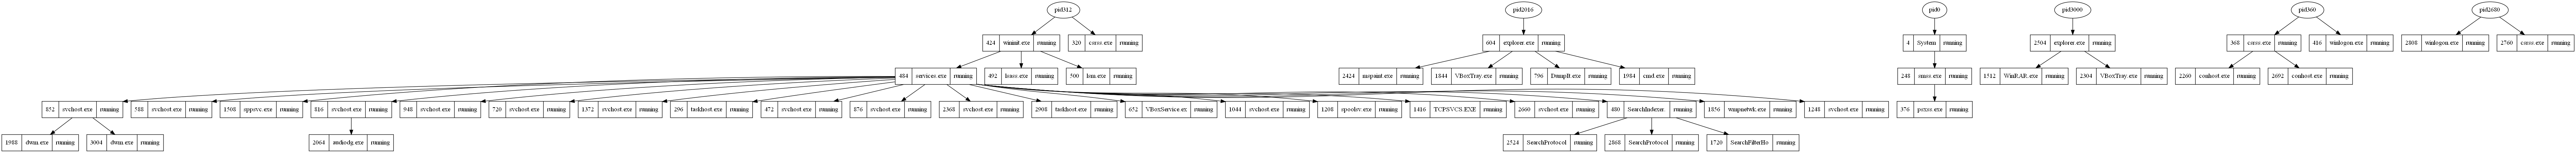 pid312 pid2016 pid0 pid3000 pid360 pid2680
424 wininit.exe running 320 csrss.exe running 604 explorer.exe running 4 System running 2504 explorer.exe running 368 csrss.exe running 416 winlogon.exe running 2808 winlogon.exe running 2760 csrss.exe running
484 services.exe running 492 lsass.exe running 500 lsm.exe running 2424 mspaint.exe running 1844 VBoxTray.exe running 796 DumpIt.exe running 1984 cmd.exe running 248 smss.exe running 1512 WinRAR.exe running 2304 VBoxTray.exe running 2260 conhost.exe running 2692 conhost.exe running
852 svchost.exe running 588 svchost.exe running 1508 sppsvc.exe running 816 svchost.exe running 948 svchost.exe running 720 svchost.exe running 1372 svchost.exe running 296 taskhost.exe running 472 svchost.exe running 876 svchost.exe running 2368 svchost.exe running 2908 taskhost.exe running 652 VBoxService.ex running 1044 svchost.exe running 1208 spoolsv.exe running 1416 TCPSVCS.EXE running 2660 svchost.exe running 480 SearchIndexer. running 1856 wmpnetwk.exe running 1248 svchost.exe running 376 psxss.exe running
1988 dwm.exe running 3004 dwm.exe running 2064 audiodg.exe running 2524 SearchProtocol running 2868 SearchProtocol running 1720 SearchFilterHo running